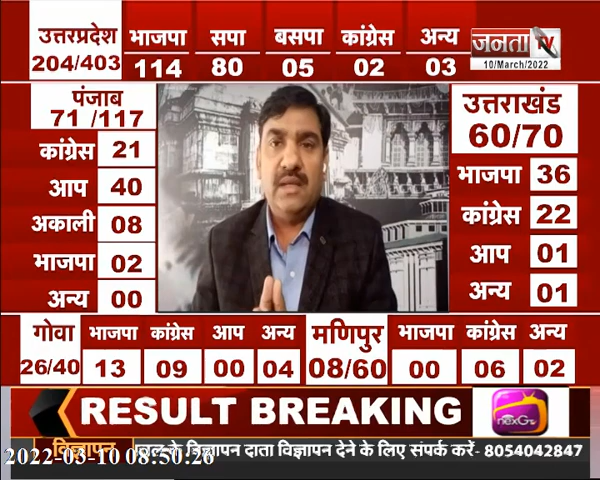 उत्तरप्रदेश भाजपा सपा बसपा कांग्रेस अन्य
204/403 114 80 05 02 03
जनता TV
10/March/2022
पंजाब
71 /117
कांग्रेस 21
आप 40
अकाली 08
भाजपा 02
अन्य 00
उत्तराखंड
60/70
भाजपा 36
कांग्रेस 22
आप 01
अन्य 01
गोवा भाजपा कांग्रेस आप अन्य
26/40 13 09 00 04
मणिपुर भाजपा कांग्रेस अन्य
08/60 00 06 02
RESULT BREAKING
nexGTv
विज्ञापन विज्ञापन दाता विज्ञापन देने के लिए संपर्क करें- 8054042847
2022-03-10 08:50:26